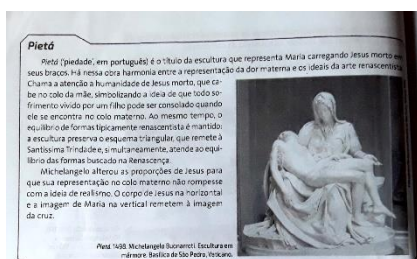 Pietá
Pietá ('piedade', em português) é o título da escultura que representa Maria carregando Jesus morto em
seus braços. Há nessa obra harmonia entre a representação da dor materna e os ideais da arte renascentista.
Chama a atenção a humanidade de Jesus morto, que ca-
be no colo da mãe, simbolizando a ideia de que todo so-
frimento vivido por um filho pode ser consolado quando
ele se encontra no colo materno. Ao mesmo tempo, o
equilíbrio de formas tipicamente renascentista é mantido:
a escultura preserva o esquema triangular, que remete à
Santíssima Trindade e, simultaneamente, atende ao equi-
líbrio das formas buscado na Renascença.
Michelangelo alterou as proporções de Jesus para
que sua representação no colo materno não rompesse
com a ideia de realismo. O corpo de Jesus na horizontal
e a imagem de Maria na vertical remetem à imagem
da cruz.
Pietá. 1498. Michelangelo Buonarroti. Escultura em
mármore. Basílica de São Pedro, Vaticano.